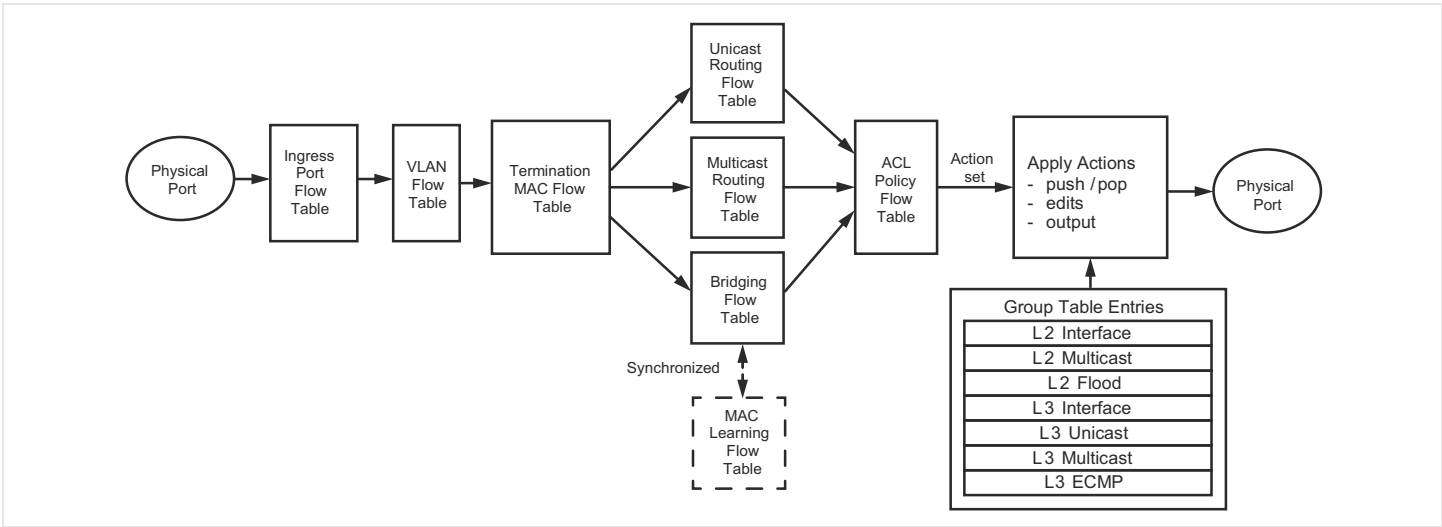 Physical
Port
Ingress
Port
Flow
Table
VLAN
Flow
Table
Termination
MAC Flow
Table
Unicast
Routing
Flow
Table
Multicast
Routing
Flow
Table
Bridging
Flow
Table
Synchronized
MAC
Learning
Flow
Table
ACL
Policy
Flow
Table
Action
set
Apply Actions
- push / pop
- edits
- output
Physical
Port
Group Table Entries
L2 Interface
L2 Multicast
L2 Flood
L3 Interface
L3 Unicast
L3 Multicast
L3 ECMP